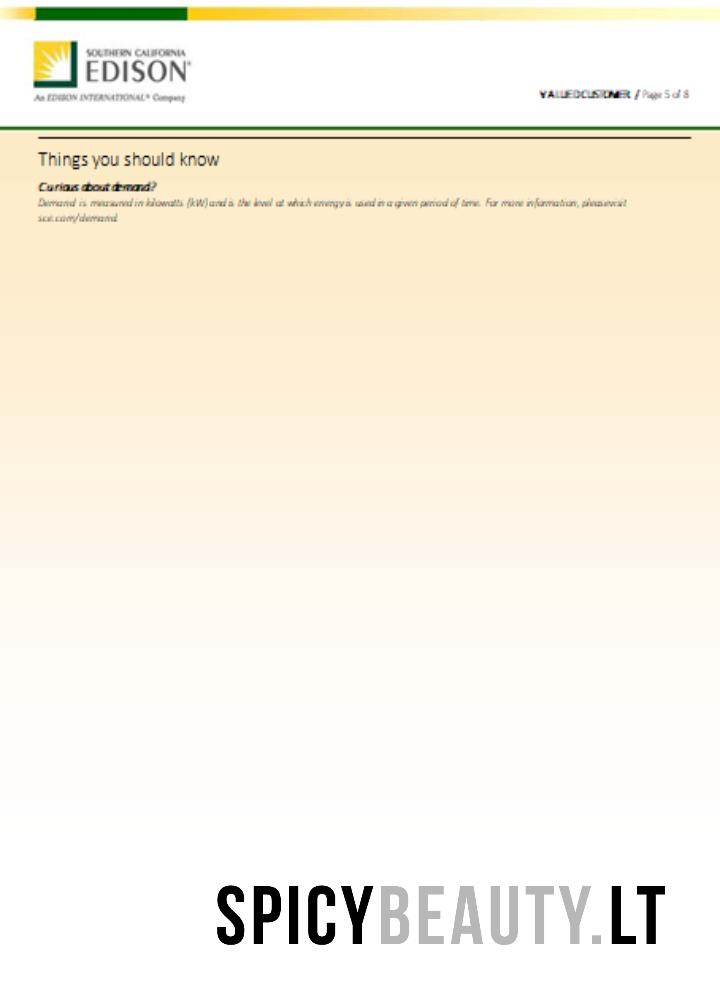 SOUTHERN CALIFORNIA
EDISON®
An EDISON INTERNATIONAL® Company
VALUED CUSTOMER / Page 5 of 8
Things you should know
Curious about demand?
Demand is measured in kilowatts (kW) and is the level at which energy is used in a given period of time. For more information, please visit
sce.com/demand.
SPICYBEAUTY.LT